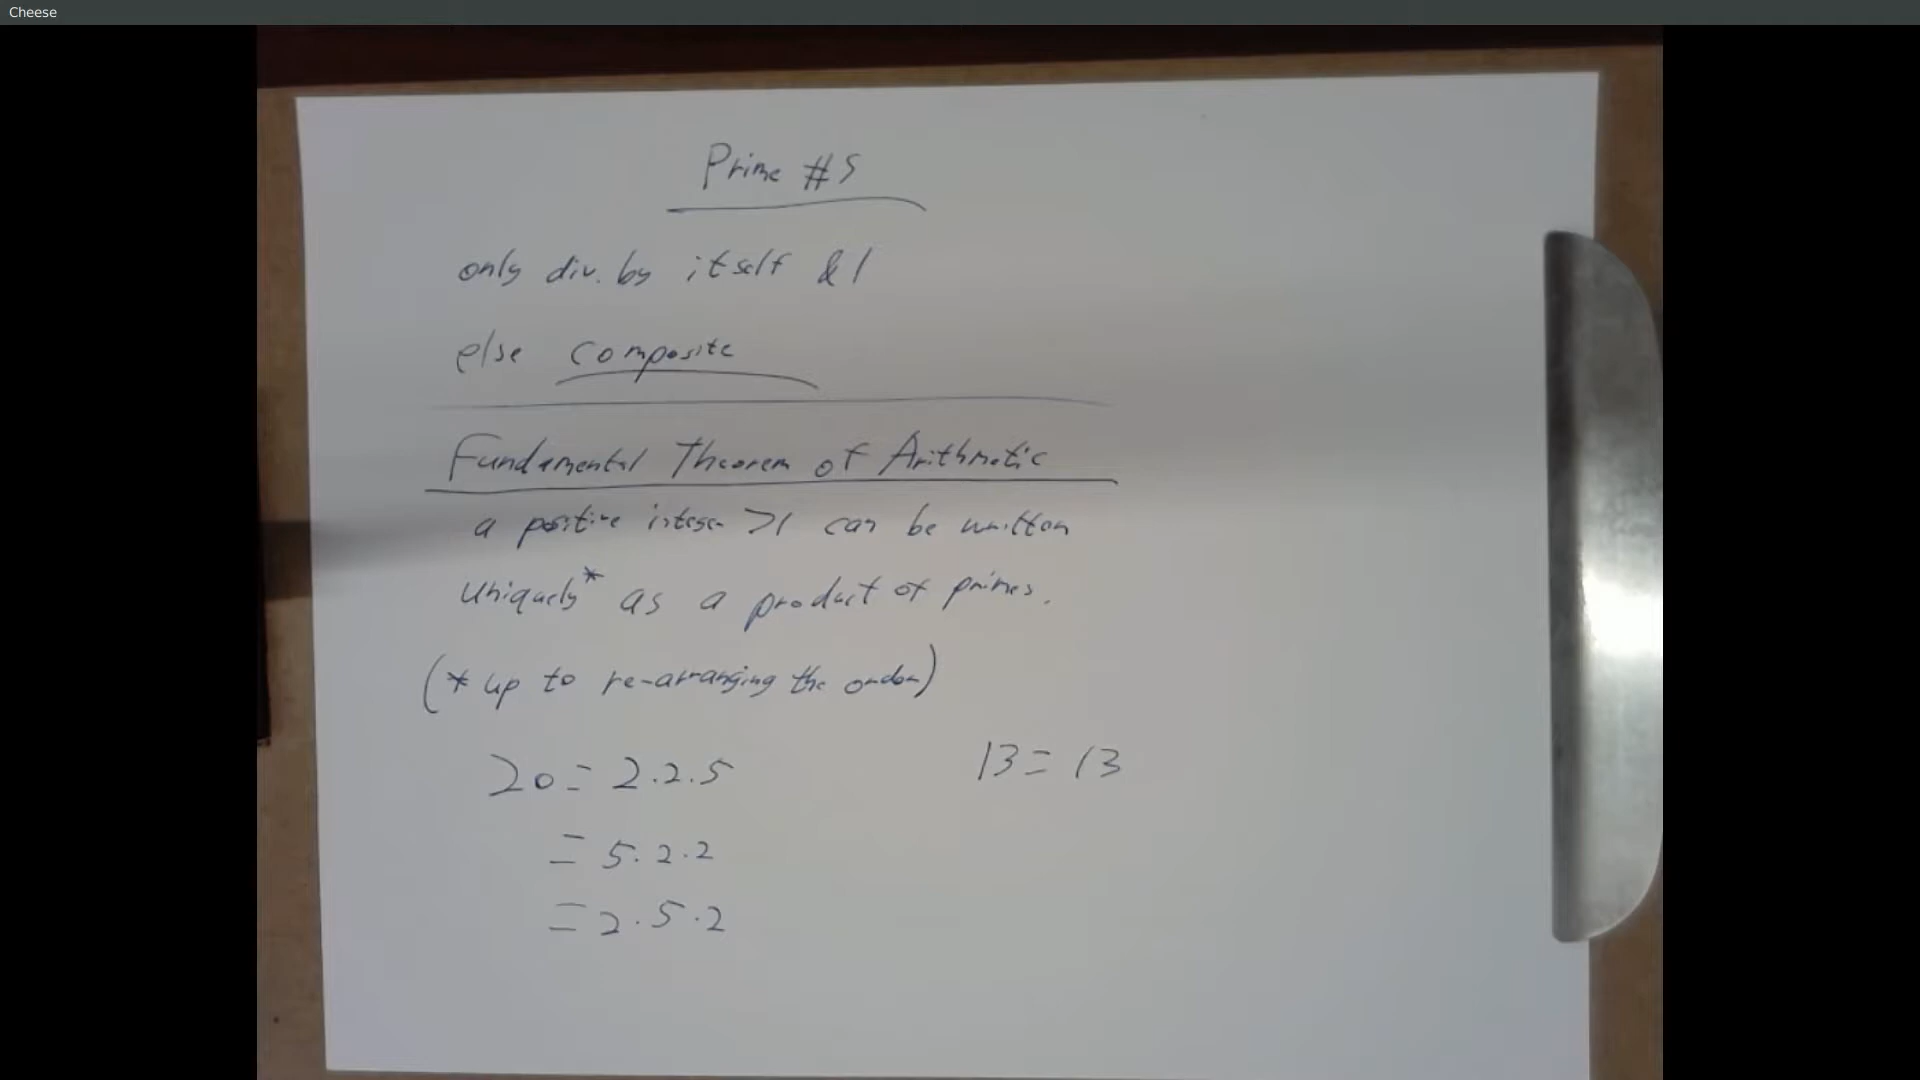 Cheese
Prime #s
only div. by itself & 1
else composite
Fundamental Theorem of Arithmetic
a positive integer >1 can be written
uniquely* as a product of primes.
(* up to re-arranging the order)
20 = 2.2.5
13 = 13
= 5.2.2
= 2.5.2